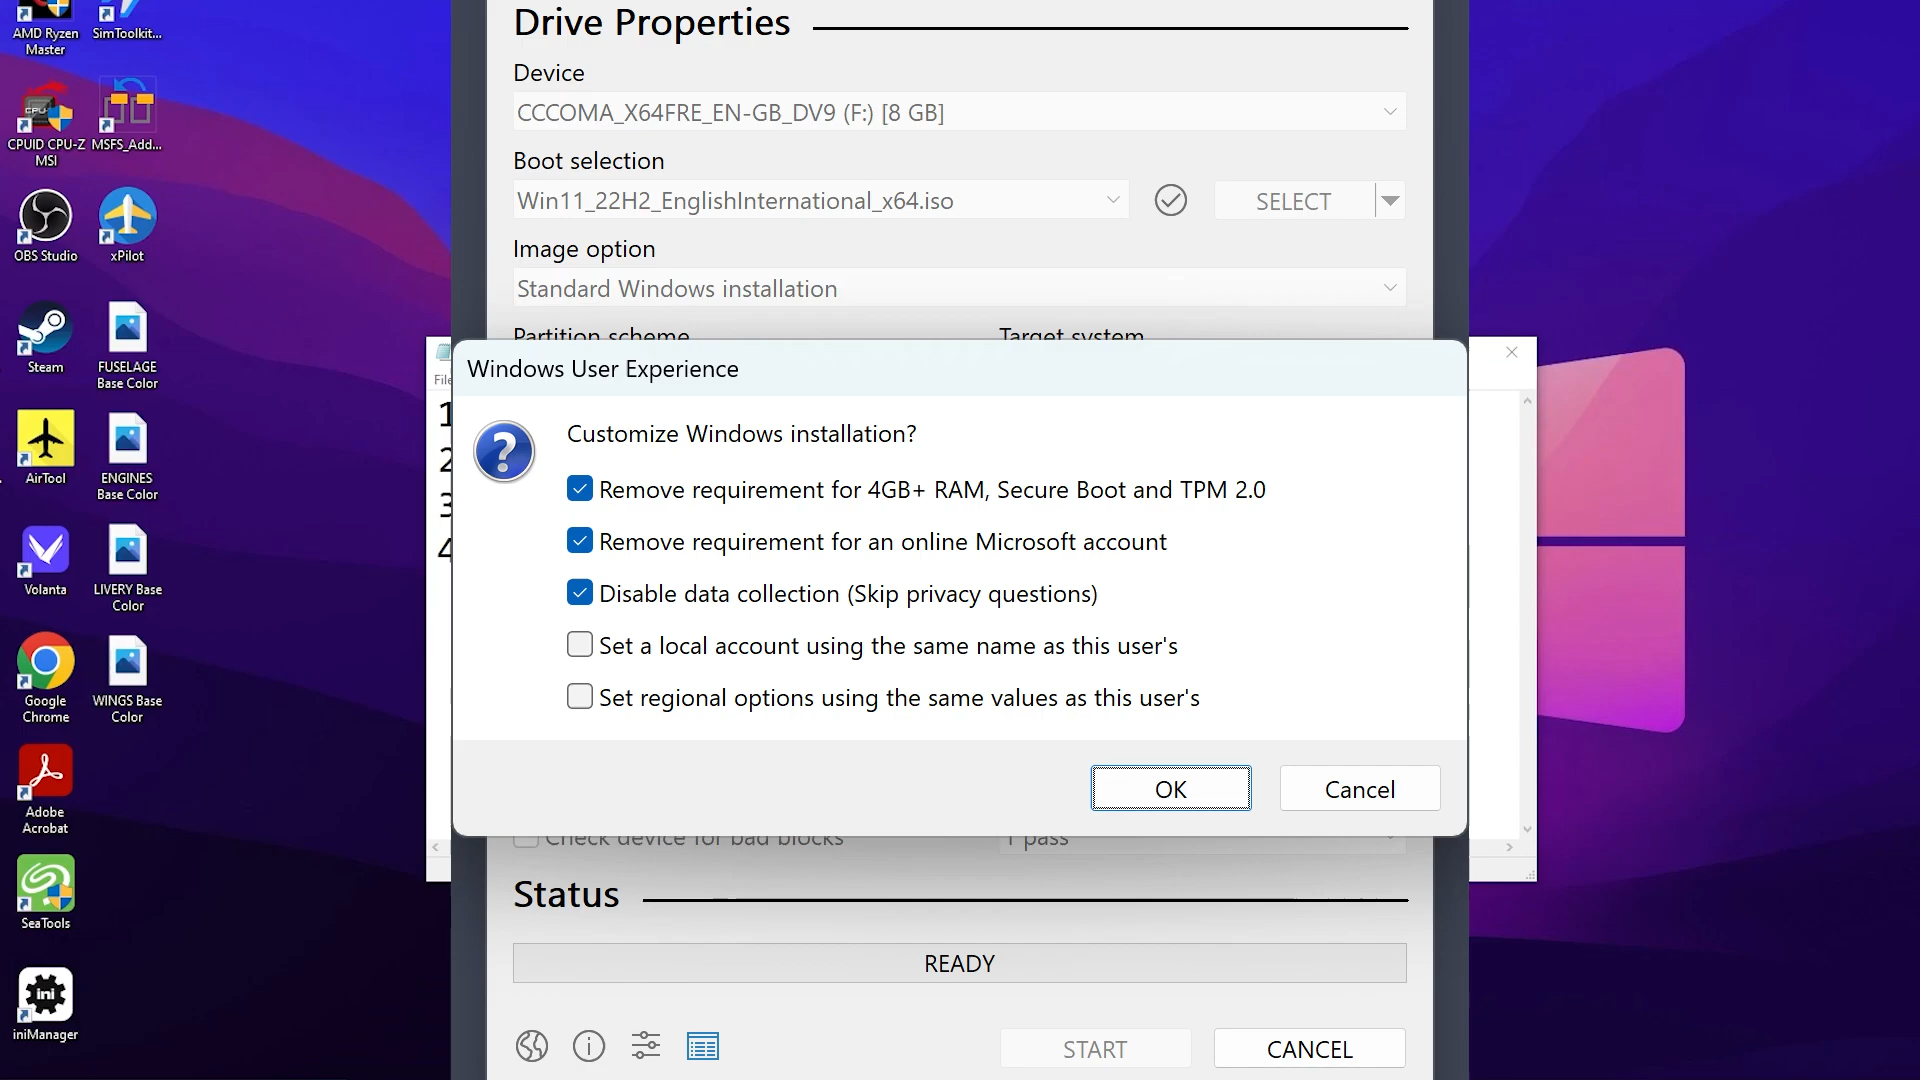 AMD Ryzen
Master
SimToolkit...
CPUID CPU-Z
MSI
MSFS_Add...
OBS Studio
xPilot
Steam
FUSELAGE
Base Color
AirTool
ENGINES
Base Color
Volanta
LIVERY Base
Color
Google
Chrome
WINGS Base
Color
Adobe
Acrobat
SeaTools
ini
iniManager
Drive Properties
Device
CCCOMA_X64FRE_EN-GB_DV9 (F:) [8 GB]
Boot selection
Win11_22H2_EnglishInternational_x64.iso
SELECT
Image option
Standard Windows installation
Partition scheme
Target system
File
1
2
3
4
Windows User Experience
Customize Windows installation?
Remove requirement for 4GB+ RAM, Secure Boot and TPM 2.0
Remove requirement for an online Microsoft account
Disable data collection (Skip privacy questions)
Set a local account using the same name as this user's
Set regional options using the same values as this user's
OK
Cancel
Check device for bad blocks
1 pass
Status
READY
START
CANCEL